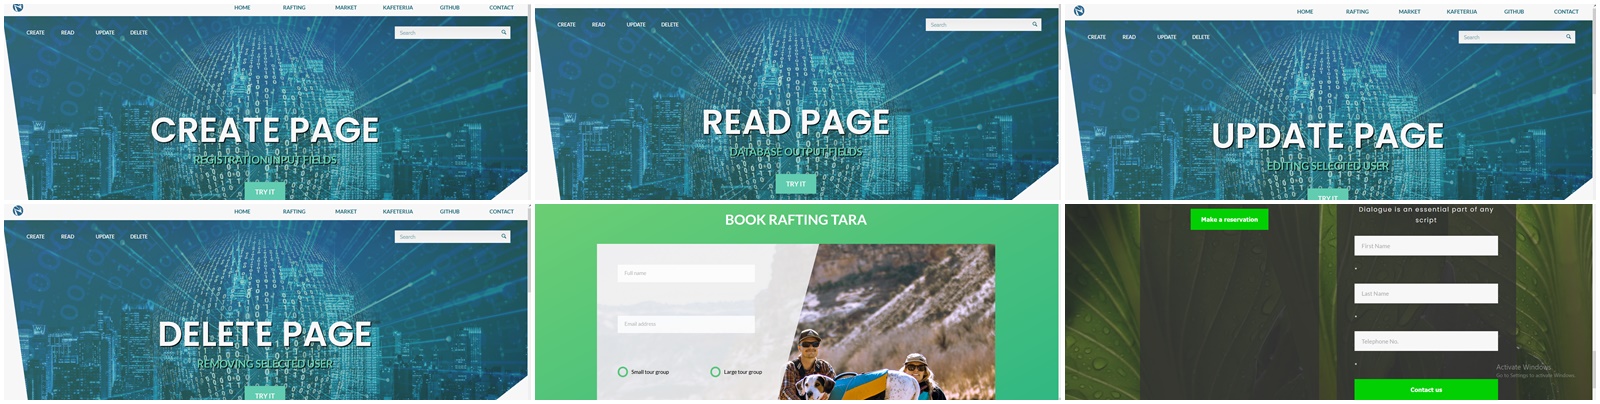 HOME RAFTING MARKET KAFETERIJA GITHUB CONTACT
CREATE READ UPDATE DELETE Search
CREATE PAGE
REGISTRATION INPUT FIELDS
TRY IT
CREATE READ UPDATE DELETE Search
READ PAGE
DATABASE OUTPUT FIELDS
TRY IT
HOME RAFTING MARKET KAFETERIJA GITHUB CONTACT
CREATE READ UPDATE DELETE Search
UPDATE PAGE
EDITING SELECTED USER
TRY IT
HOME RAFTING MARKET KAFETERIJA GITHUB CONTACT
CREATE READ UPDATE DELETE Search
DELETE PAGE
REMOVING SELECTED USER
TRY IT
BOOK RAFTING TARA
Full name
Email address
Small tour group Large tour group
Make a reservation
Dialogue is an essential part of any
script
First Name
*
Last Name
*
Telephone No.
*
Contact us
Activate Windows
Go to Settings to activate Windows.